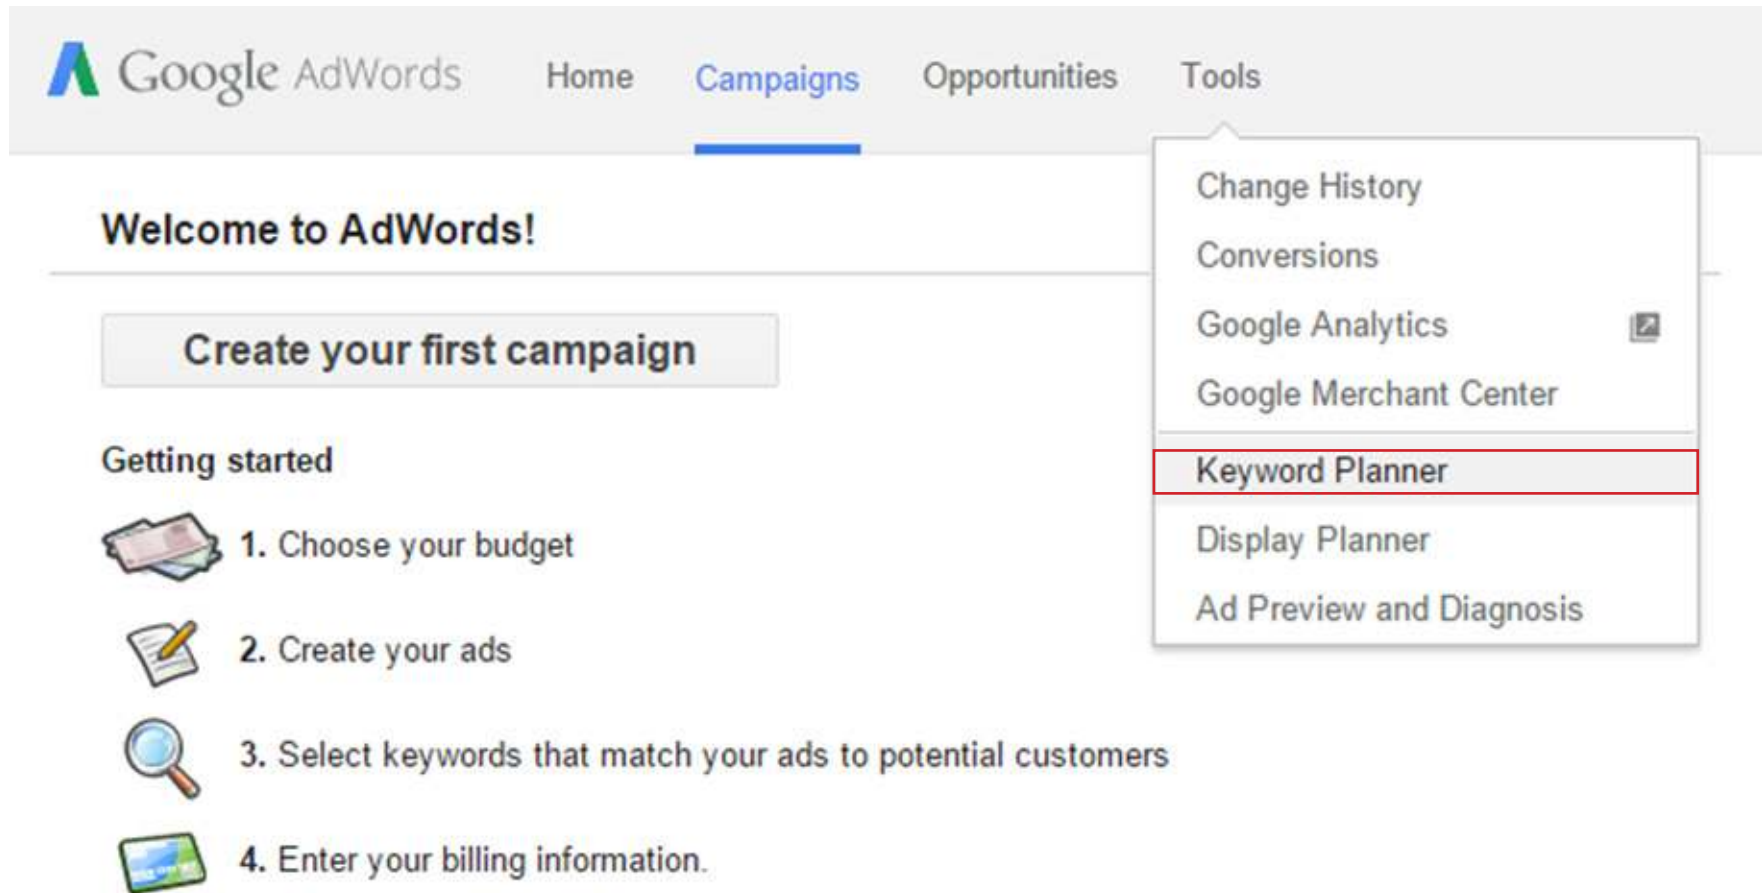 Google AdWords Home Campaigns Opportunities Tools
Welcome to AdWords!
Create your first campaign
Getting started
1. Choose your budget
2. Create your ads
3. Select keywords that match your ads to potential customers
4. Enter your billing information.
Change History
Conversions
Google Analytics
Google Merchant Center
Keyword Planner
Display Planner
Ad Preview and Diagnosis